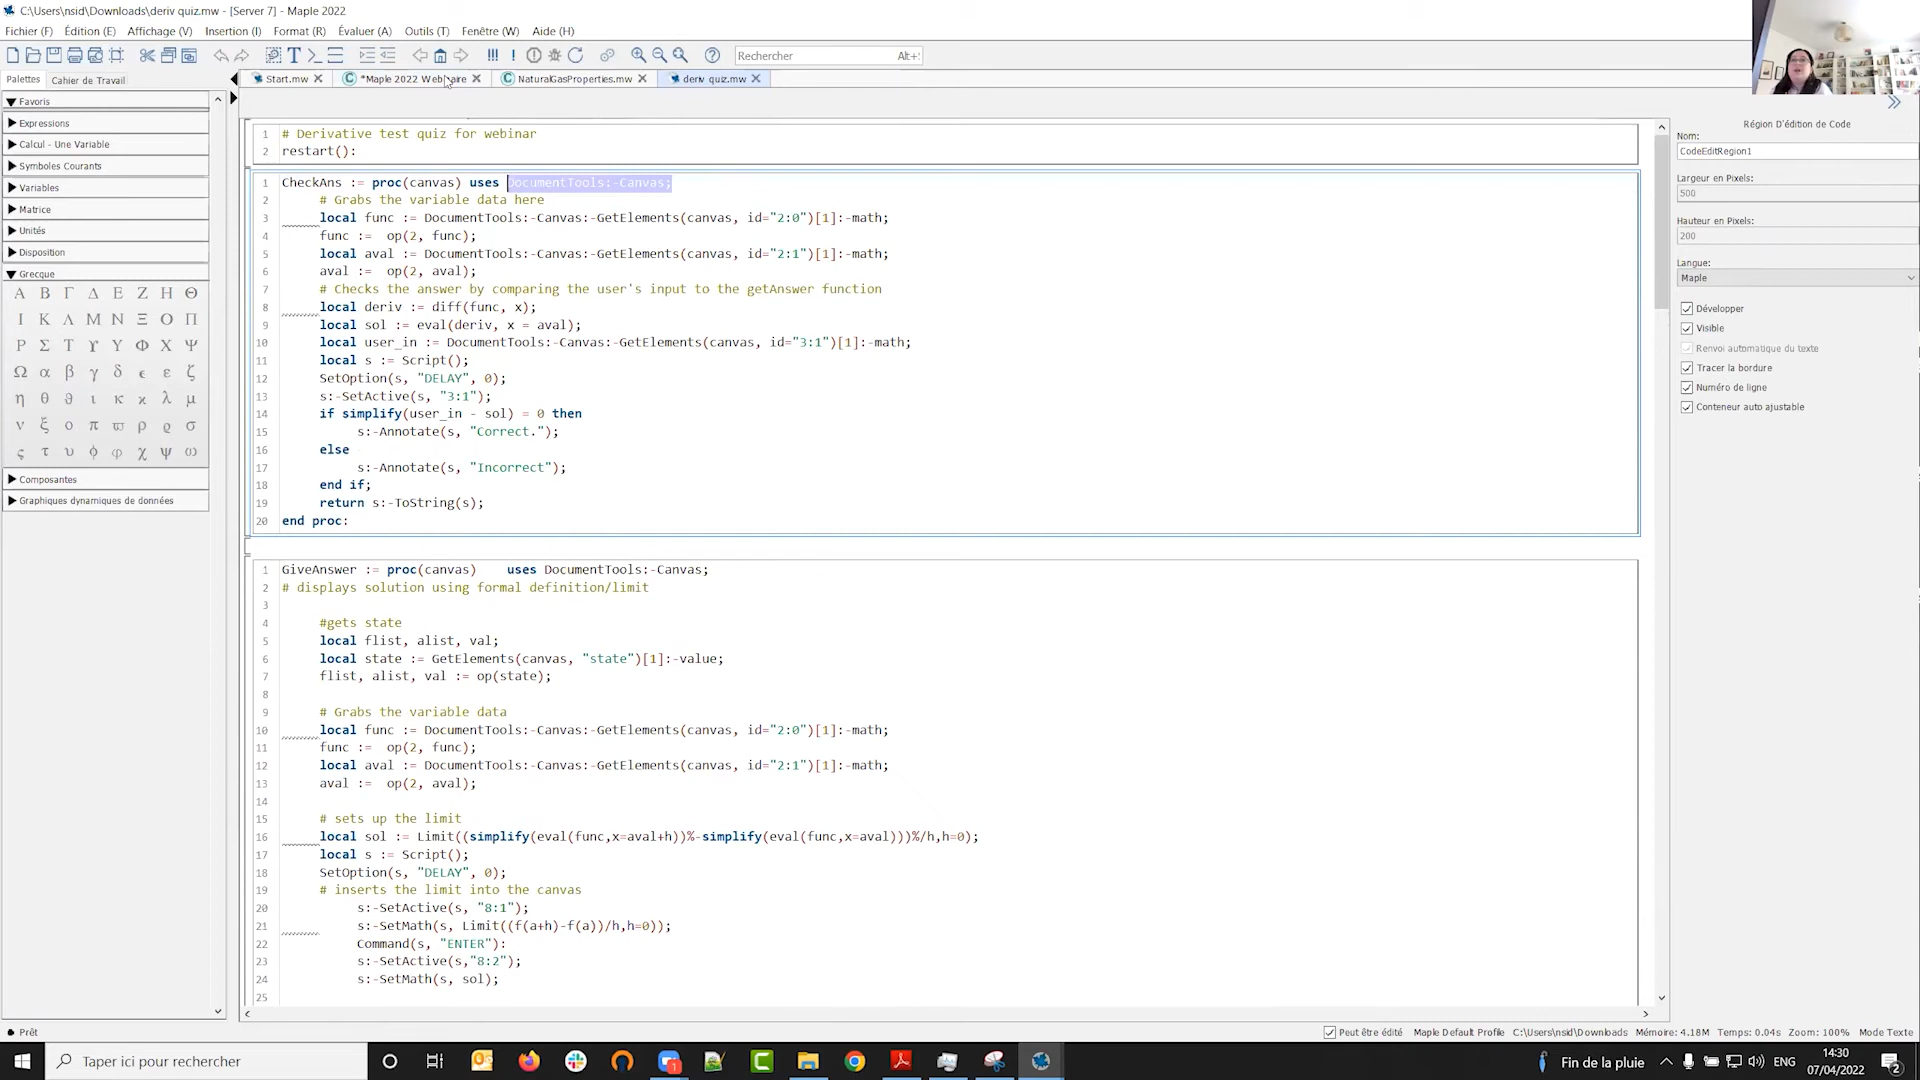 C:\Users\nsid\Downloads\deriv quiz.mw - [Server 7] - Maple 2022
Fichier (F) Édition (E) Affichage (V) Insertion (I) Format (R) Évaluer (A) Outils (T) Fenêtre (W) Aide (H)
Rechercher Alt+:
Palettes Cahier de Travail
Start.mw *Maple 2022 Webinaire NaturalGasProperties.mw deriv quiz.mw
Favoris
Expressions
Calcul - Une Variable
Symboles Courants
Variables
Matrice
Unités
Disposition
Grecque
Α Β Γ Δ Ε Ζ Η Θ
Ι Κ Λ Μ Ν Ξ Ο Π
Ρ Σ Τ ϒ Υ Φ Χ Ψ
Ω α β γ δ ϵ ε ζ
η θ ϑ ι κ ϰ λ μ
ν ξ ο π ϖ ρ ϱ σ
ς τ υ ϕ φ χ ψ ω
Composantes
Graphiques dynamiques de données
1 # Derivative test quiz for webinar
2 restart():
1 CheckAns := proc(canvas) uses DocumentTools:-Canvas;
2 # Grabs the variable data here
3 local func := DocumentTools:-Canvas:-GetElements(canvas, id="2:0")[1]:-math;
4 func := op(2, func);
5 local aval := DocumentTools:-Canvas:-GetElements(canvas, id="2:1")[1]:-math;
6 aval := op(2, aval);
7 # Checks the answer by comparing the user's input to the getAnswer function
8 local deriv := diff(func, x);
9 local sol := eval(deriv, x = aval);
10 local user_in := DocumentTools:-Canvas:-GetElements(canvas, id="3:1")[1]:-math;
11 local s := Script();
12 SetOption(s, "DELAY", 0);
13 s:-SetActive(s, "3:1");
14 if simplify(user_in - sol) = 0 then
15 s:-Annotate(s, "Correct.");
16 else
17 s:-Annotate(s, "Incorrect");
18 end if;
19 return s:-ToString(s);
20 end proc:
1 GiveAnswer := proc(canvas) uses DocumentTools:-Canvas;
2 # displays solution using formal definition/limit
3
4 #gets state
5 local flist, alist, val;
6 local state := GetElements(canvas, "state")[1]:-value;
7 flist, alist, val := op(state);
8
9 # Grabs the variable data
10 local func := DocumentTools:-Canvas:-GetElements(canvas, id="2:0")[1]:-math;
11 func := op(2, func);
12 local aval := DocumentTools:-Canvas:-GetElements(canvas, id="2:1")[1]:-math;
13 aval := op(2, aval);
14
15 # sets up the limit
16 local sol := Limit((simplify(eval(func,x=aval+h))%-simplify(eval(func,x=aval)))%/h,h=0);
17 local s := Script();
18 SetOption(s, "DELAY", 0);
19 # inserts the limit into the canvas
20 s:-SetActive(s, "8:1");
21 s:-SetMath(s, Limit((f(a+h)-f(a))/h,h=0));
22 Command(s, "ENTER"):
23 s:-SetActive(s,"8:2");
24 s:-SetMath(s, sol);
25
Région D'édition de Code
Nom:
CodeEditRegion1
Largeur en Pixels:
500
Hauteur en Pixels:
200
Langue:
Maple
Développer
Visible
Renvoi automatique du texte
Tracer la bordure
Numéro de ligne
Conteneur auto ajustable
Prêt
Peut être édité Maple Default Profile C:\Users\nsid\Downloads Mémoire: 4.18M Temps: 0.04s Zoom: 100% Mode Texte
Taper ici pour rechercher
Fin de la pluie ENG
14:30
07/04/2022
2